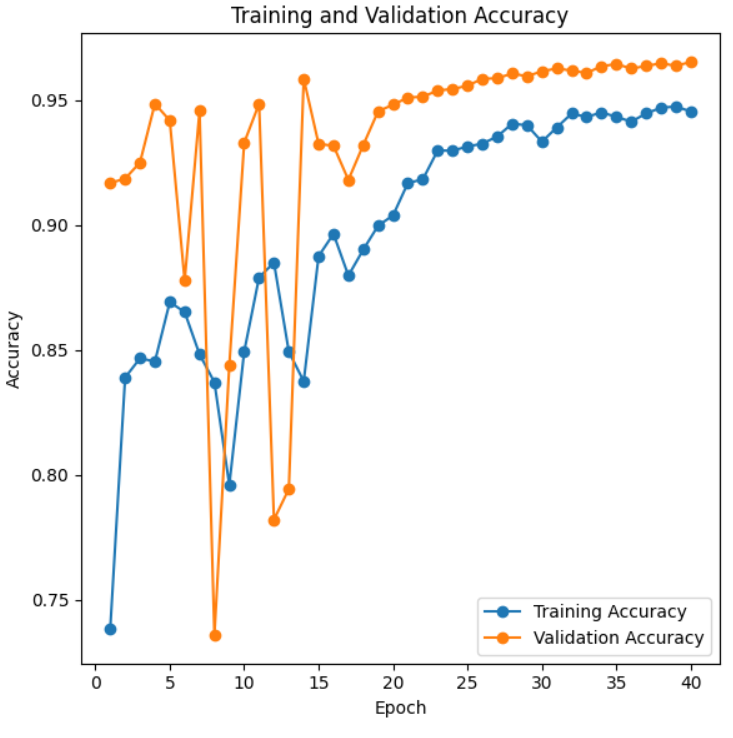 Training and Validation Accuracy
Accuracy
0.95
0.90
0.85
0.80
0.75
Training Accuracy
Validation Accuracy
0 5 10 15 20 25 30 35 40
Epoch